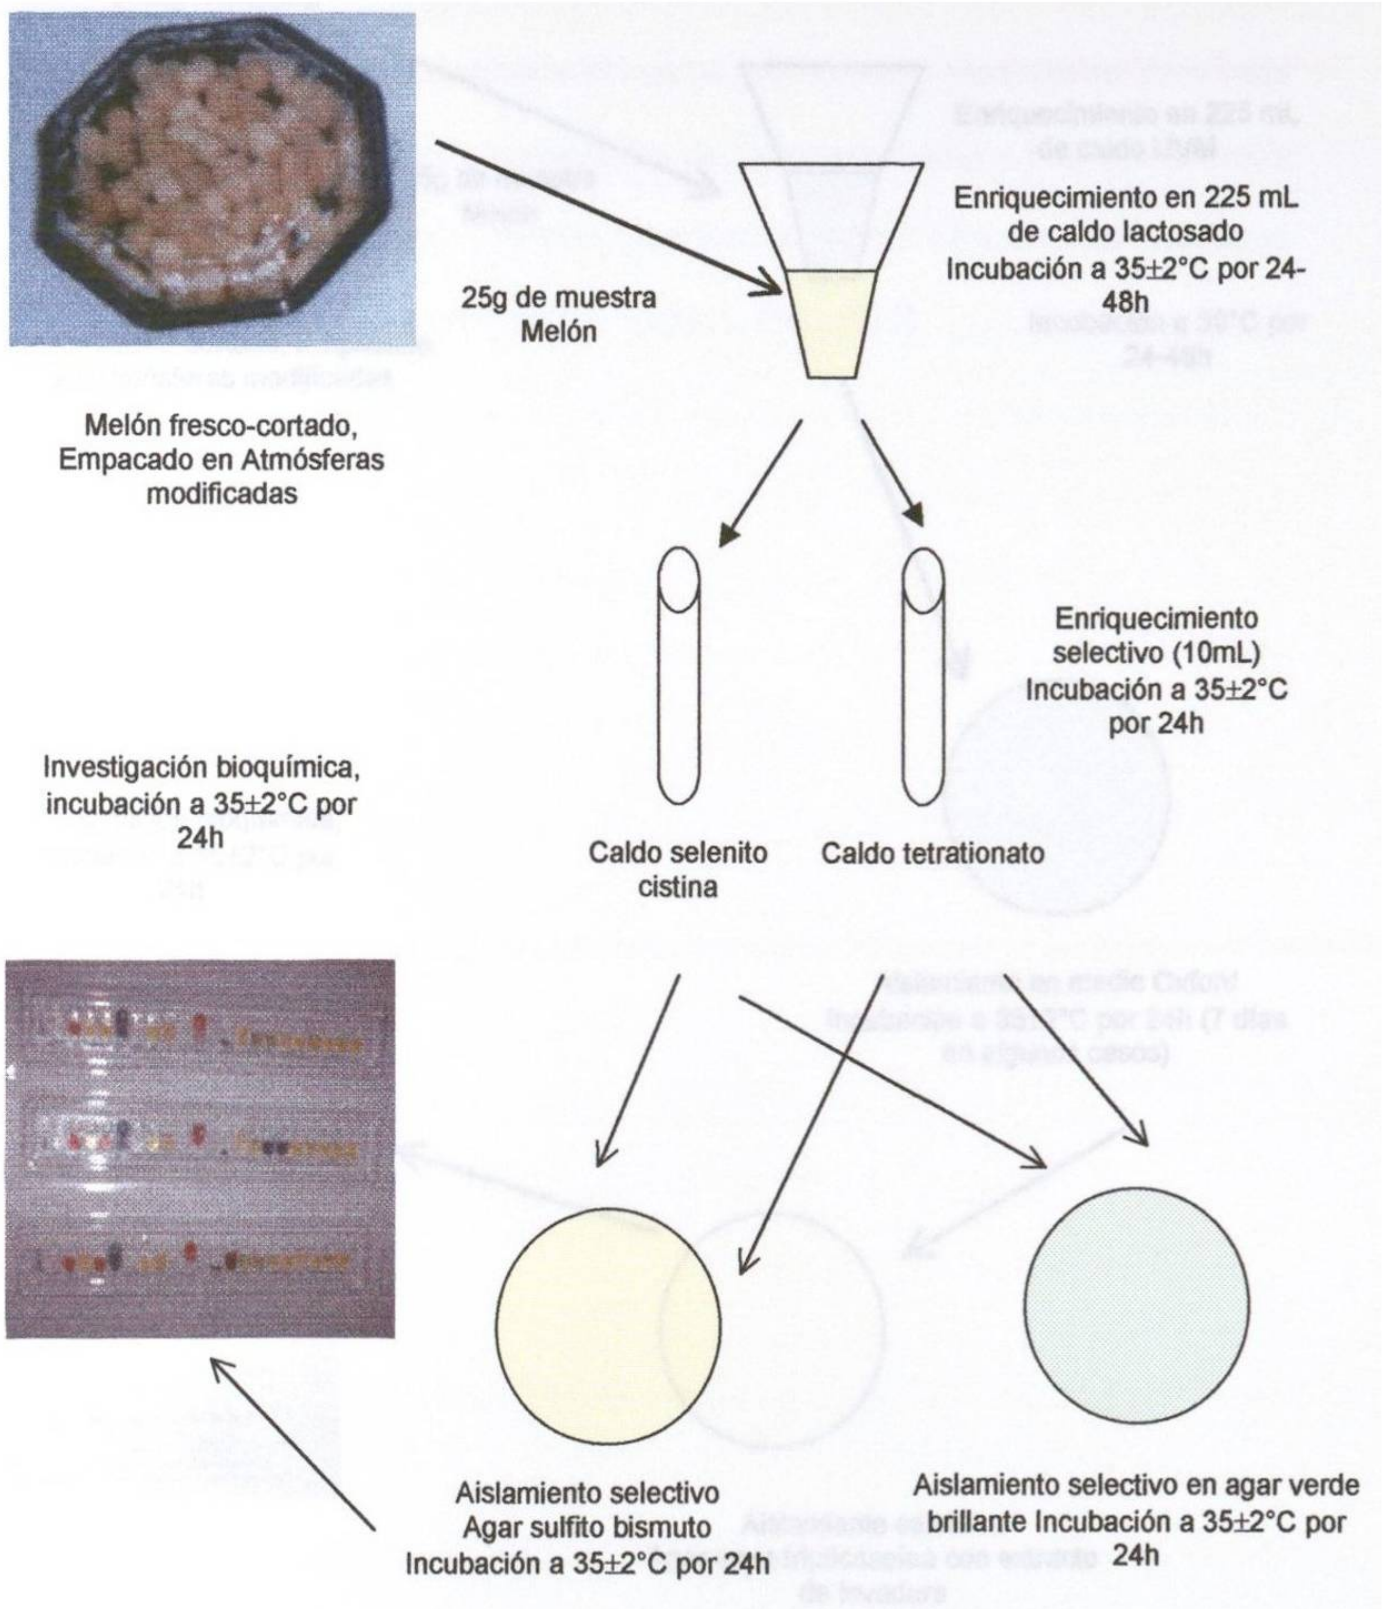 Enriquecimiento en 225 mL
de caldo lactosado
Incubación a 35±2°C por 24-
48h
25g de muestra
Melón
Melón fresco-cortado,
Empacado en Atmósferas
modificadas
Enriquecimiento
selectivo (10mL)
Incubación a 35±2°C
por 24h
Investigación bioquímica,
incubación a 35±2°C por
24h
Caldo selenito
cistina
Caldo tetrationato
Aislamiento selectivo
Agar sulfito bismuto
Incubación a 35±2°C por 24h
Aislamiento selectivo en agar verde
brillante Incubación a 35±2°C por
24h